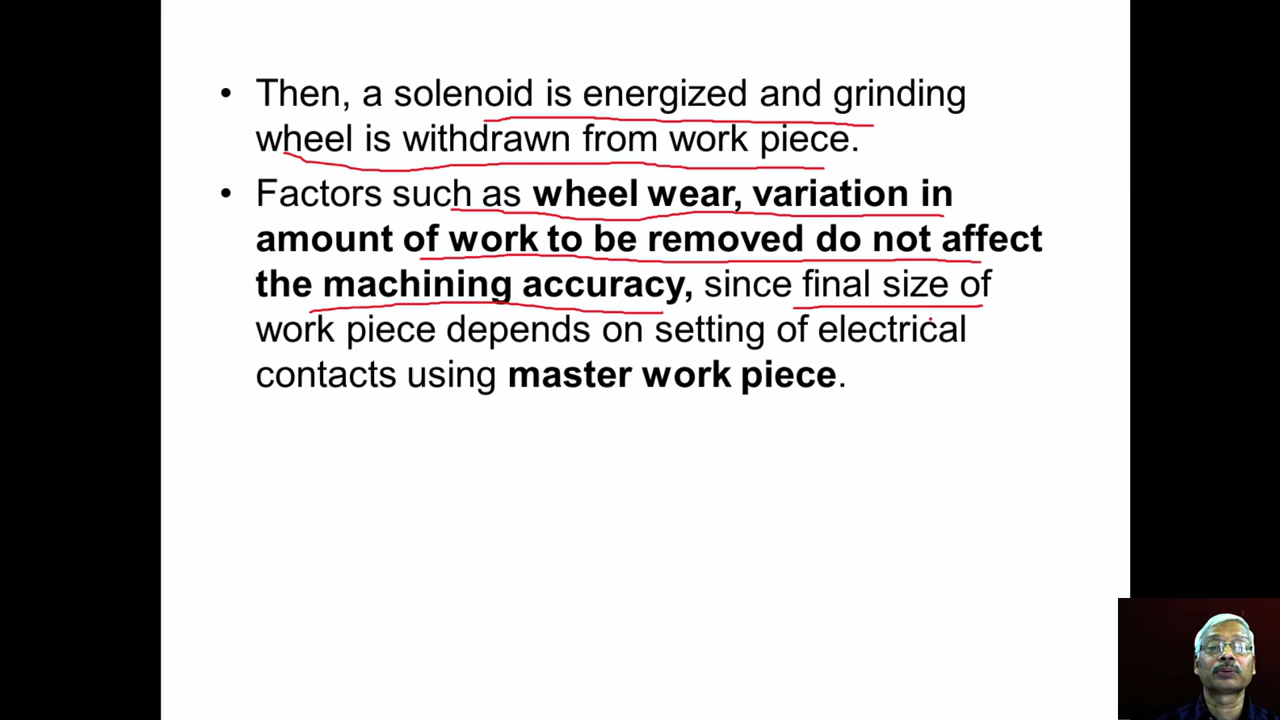 • Then, a solenoid is energized and grinding
wheel is withdrawn from work piece.
• Factors such as wheel wear, variation in
amount of work to be removed do not affect
the machining accuracy, since final size of
work piece depends on setting of electrical
contacts using master work piece.